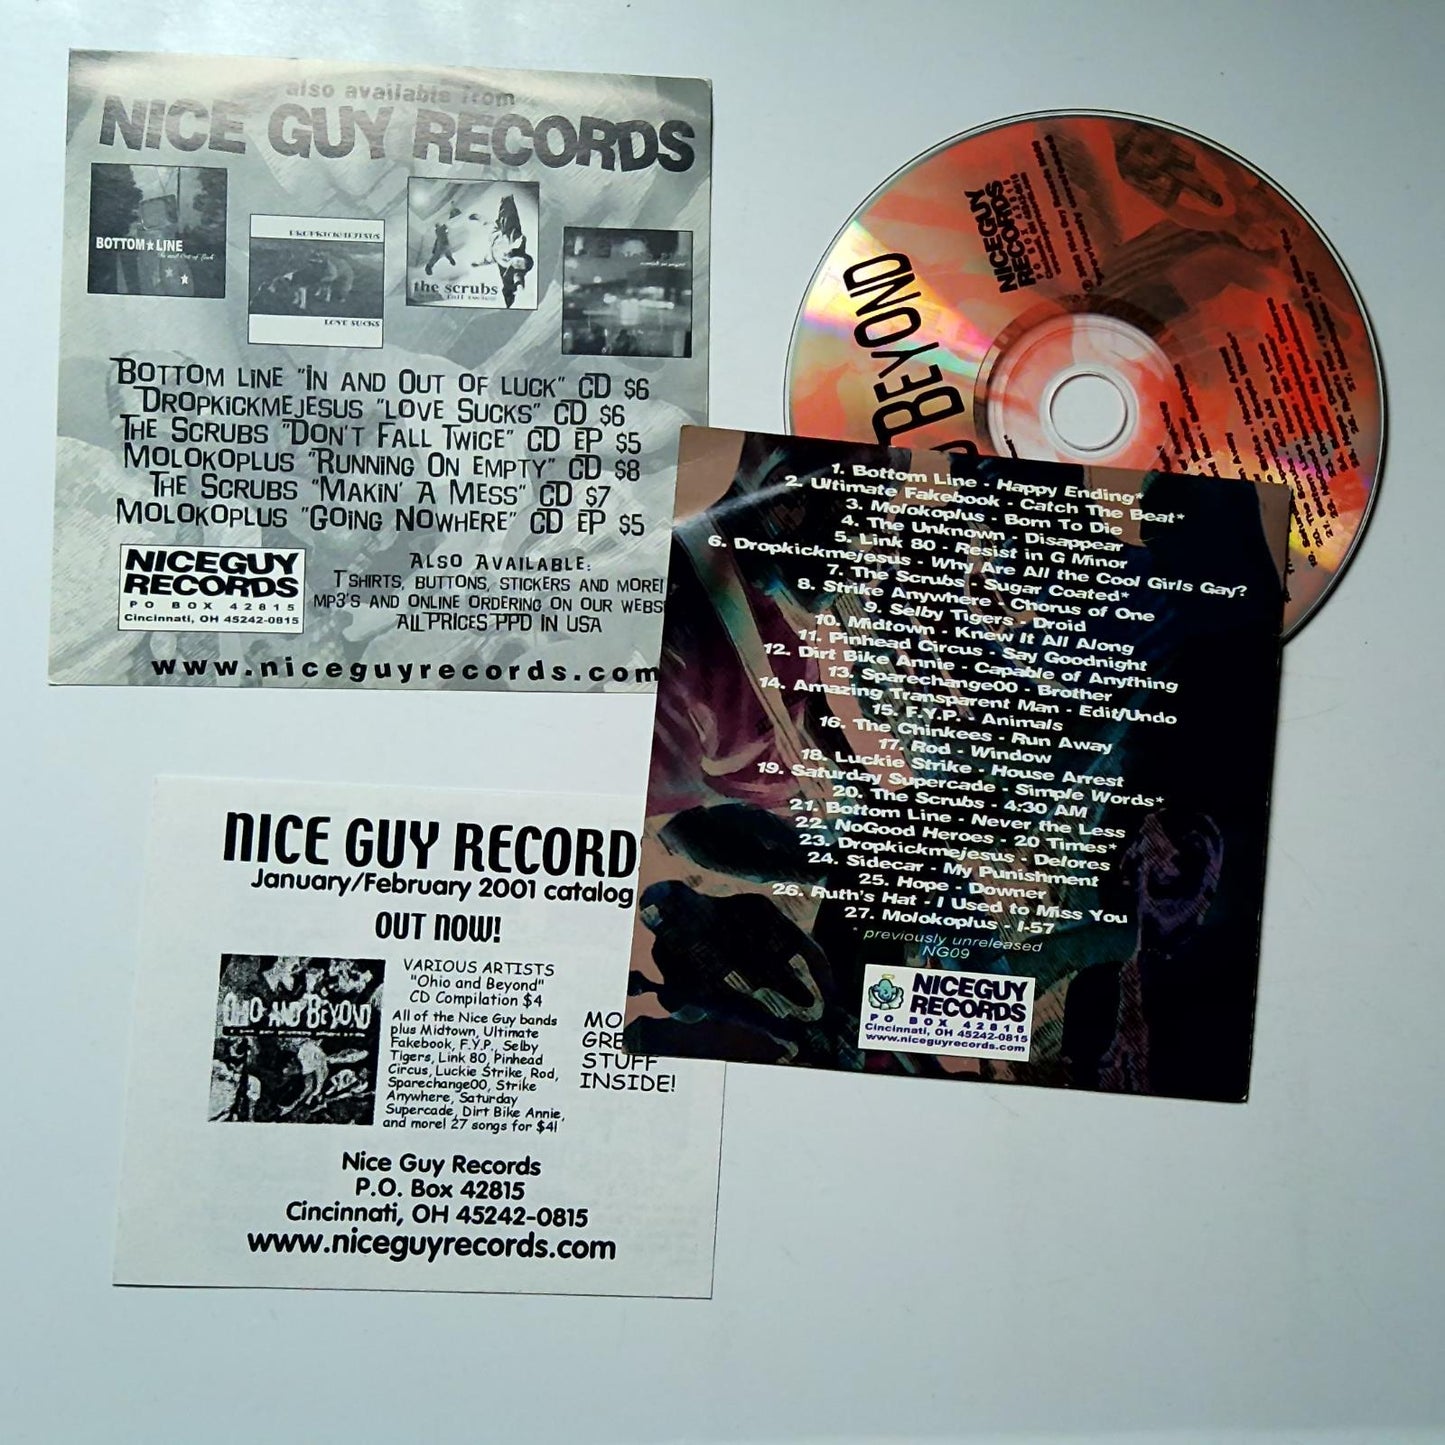 also available from
NICE GUY RECORDS
BOTTOM★LINE
In and Out of Luck
DROPKICKMEJESUS
LOVE SUCKS
the scrubs
BOTTOM LINE "IN AND OUT OF LUCK" CD $6
DROPKICKMEJESUS "LOVE SUCKS" CD $6
THE SCRUBS "DON'T FALL TWICE" CD EP $5
MOLOKOPLUS "RUNNING ON EMPTY" CD $8
THE SCRUBS "MAKIN' A MESS" CD $7
MOLOKOPLUS "GOING NOWHERE" CD EP $5
NICEGUY
RECORDS
PO BOX 42815
Cincinnati, OH 45242-0815
ALSO AVAILABLE:
T SHIRTS, BUTTONS, STICKERS AND MORE!
MP3'S AND ONLINE ORDERING ON OUR WEBS
ALL PRICES PPD IN USA
www.niceguyrecords.com
BEYOND
NICEGUY
RECORDS
1. Bottom Line - Happy Ending*
2. Ultimate Fakebook - Catch The Beat*
3. Molokoplus - Born To Die
4. The Unknown - Disappear
5. Link 80 - Resist in G Minor
6. Dropkickmejesus - Why Are All the Cool Girls Gay?
7. The Scrubs - Sugar Coated*
8. Strike Anywhere - Chorus of One
9. Selby Tigers - Droid
10. Midtown - Knew It All Along
11. Pinhead Circus - Say Goodnight
12. Dirt Bike Annie - Capable of Anything
13. Sparechange00 - Brother
14. Amazing Transparent Man - Edit/Undo
15. F.Y.P. - Animals
16. The Chinkees - Run Away
17. Rod - Window
18. Luckie Strike - House Arrest
19. Saturday Supercade - Simple Words*
20. The Scrubs - 4:30 AM
21. Bottom Line - Never the Less
22. NoGood Heroes - 20 Times*
23. Dropkickmejesus - Delores
24. Sidecar - My Punishment
25. Hope - Downer
26. Ruth's Hat - I Used to Miss You
27. Molokoplus - I-57
* previously unreleased
NG09
NICEGUY
RECORDS
PO BOX 42815
Cincinnati, OH 45242-0815
www.niceguyrecords.com
NICE GUY RECORD
January/February 2001 catalog
OUT NOW!
OHIO AND BEYOND
VARIOUS ARTISTS
"Ohio and Beyond"
CD Compilation $4
All of the Nice Guy bands
plus Midtown, Ultimate
Fakebook, F.Y.P., Selby
Tigers, Link 80, Pinhead
Circus, Luckie Strike, Rod,
Sparechange00, Strike
Anywhere, Saturday
Supercade, Dirt Bike Annie,
and more! 27 songs for $4!
MO
GRE
STUFF
INSIDE!
Nice Guy Records
P.O. Box 42815
Cincinnati, OH 45242-0815
www.niceguyrecords.com